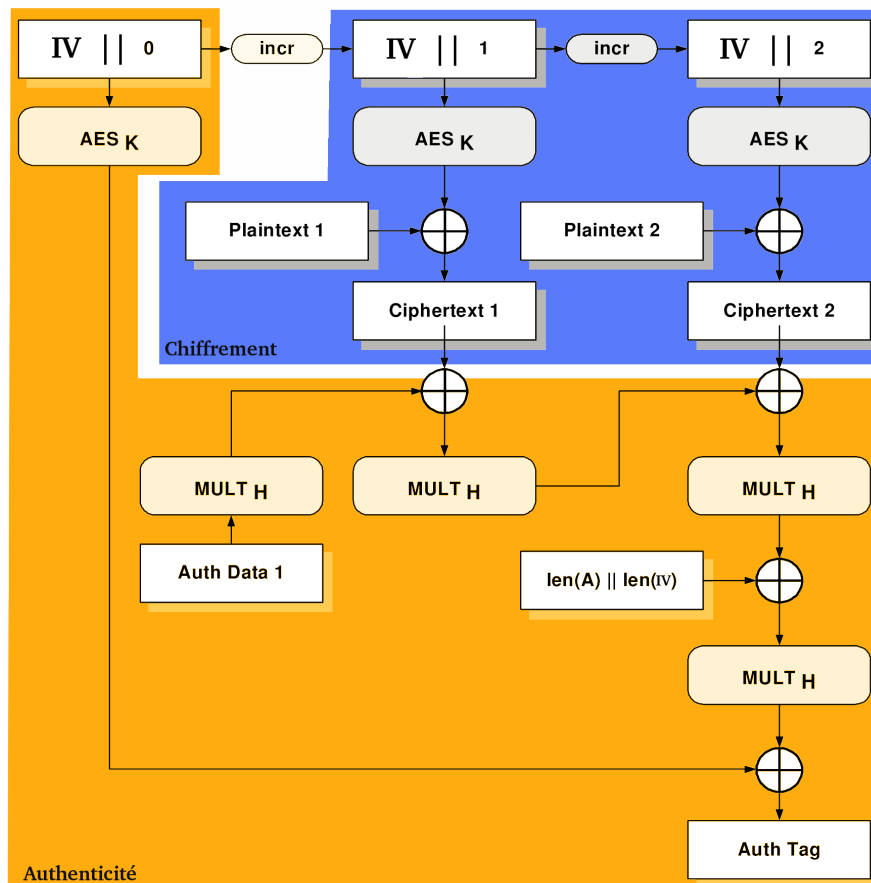 IV || 0
incr
IV || 1
incr
IV || 2
AES K
AES K
AES K
Plaintext 1
Plaintext 2
Ciphertext 1
Ciphertext 2
Chiffrement
MULT H
MULT H
MULT H
Auth Data 1
len(A) || len(IV)
MULT H
Auth Tag
Authenticité